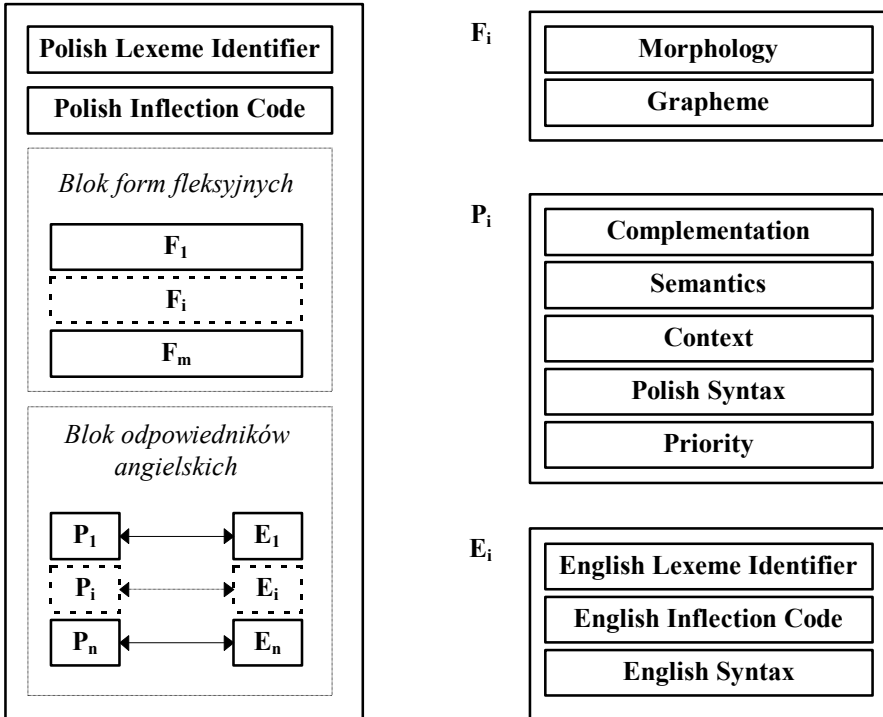 Polish Lexeme Identifier
Polish Inflection Code
Blok form fleksyjnych
F₁
Fᵢ
Fₘ
Blok odpowiedników
angielskich
P₁ E₁
Pᵢ Eᵢ
Pₙ Eₙ
Fᵢ
Morphology
Grapheme
Pᵢ
Complementation
Semantics
Context
Polish Syntax
Priority
Eᵢ
English Lexeme Identifier
English Inflection Code
English Syntax